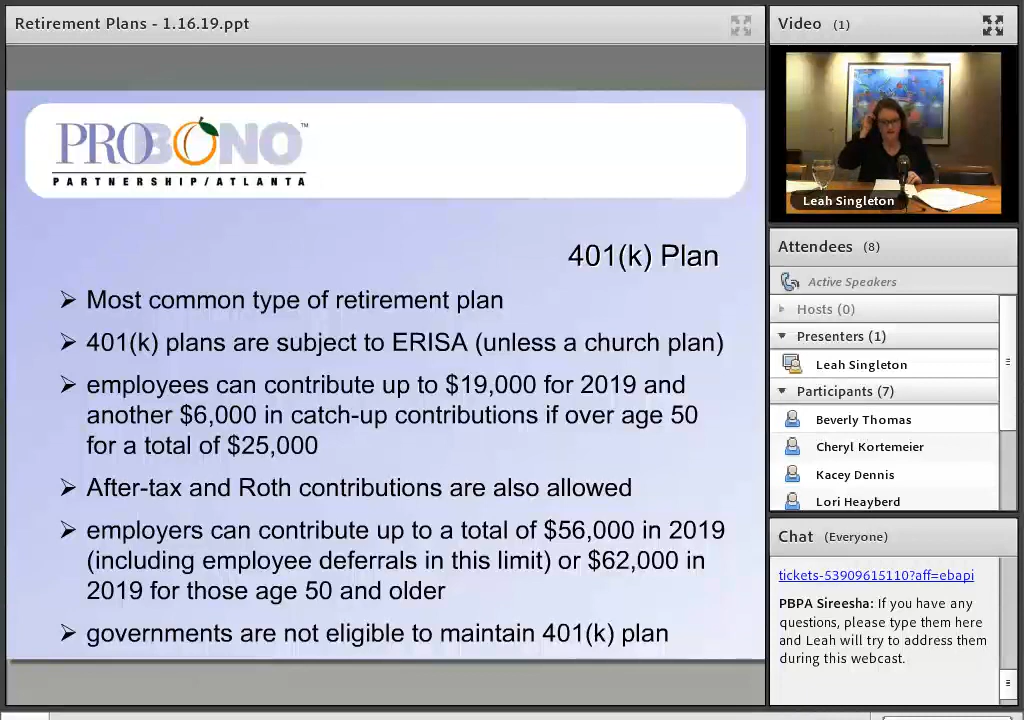 Retirement Plans - 1.16.19.ppt
PROBONO™
PARTNERSHIP/ATLANTA
401(k) Plan
Most common type of retirement plan
401(k) plans are subject to ERISA (unless a church plan)
employees can contribute up to $19,000 for 2019 and
another $6,000 in catch-up contributions if over age 50
for a total of $25,000
After-tax and Roth contributions are also allowed
employers can contribute up to a total of $56,000 in 2019
(including employee deferrals in this limit) or $62,000 in
2019 for those age 50 and older
governments are not eligible to maintain 401(k) plan
Video (1)
Leah Singleton
Attendees (8)
Active Speakers
Hosts (0)
Presenters (1)
Leah Singleton
Participants (7)
Beverly Thomas
Cheryl Kortemeier
Kacey Dennis
Lori Heayberd
Chat (Everyone)
tickets-53909615110?aff=ebapi
PBPA Sireesha: If you have any
questions, please type them here
and Leah will try to address them
during this webcast.